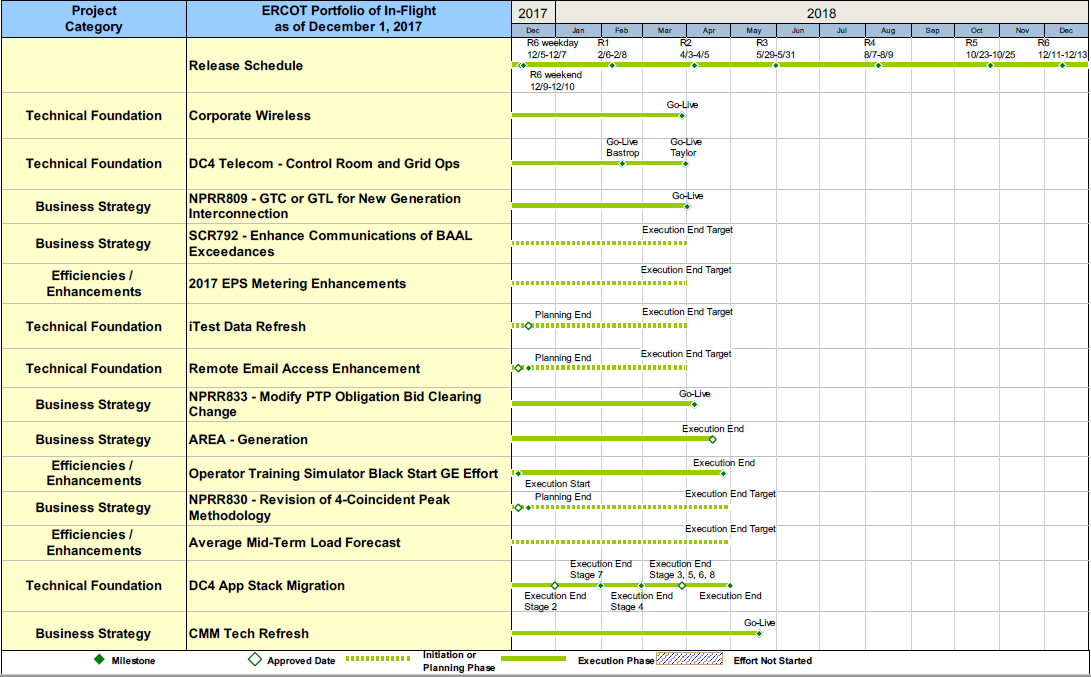 Project
Category
ERCOT Portfolio of In-Flight
as of December 1, 2017
2017
2018
Dec Jan Feb Mar Apr May Jun Jul Aug Sep Oct Nov Dec
Release Schedule
R6 weekday R1 R2 R3 R4 R5 R6
12/5-12/7 2/6-2/8 4/3-4/5 5/29-5/31 8/7-8/9 10/23-10/25 12/11-12/13
R6 weekend
12/9-12/10
Technical Foundation
Corporate Wireless
Go-Live
Technical Foundation
DC4 Telecom - Control Room and Grid Ops
Go-Live
Bastrop
Go-Live
Taylor
Business Strategy
NPRR809 - GTC or GTL for New Generation
Interconnection
Go-Live
Business Strategy
SCR792 - Enhance Communications of BAAL
Exceedances
Execution End Target
Efficiencies /
Enhancements
2017 EPS Metering Enhancements
Execution End Target
Technical Foundation
iTest Data Refresh
Planning End
Execution End Target
Technical Foundation
Remote Email Access Enhancement
Planning End
Execution End Target
Business Strategy
NPRR833 - Modify PTP Obligation Bid Clearing
Change
Go-Live
Business Strategy
AREA - Generation
Execution End
Efficiencies /
Enhancements
Operator Training Simulator Black Start GE Effort
Execution End
Execution Start
Business Strategy
NPRR830 - Revision of 4-Coincident Peak
Methodology
Planning End
Execution End Target
Efficiencies /
Enhancements
Average Mid-Term Load Forecast
Execution End Target
Technical Foundation
DC4 App Stack Migration
Execution End
Stage 7
Execution End
Stage 3, 5, 6, 8
Execution End
Stage 2
Execution End
Stage 4
Execution End
Business Strategy
CMM Tech Refresh
Go-Live
Milestone
Approved Date
Initiation or
Planning Phase
Execution Phase
Effort Not Started